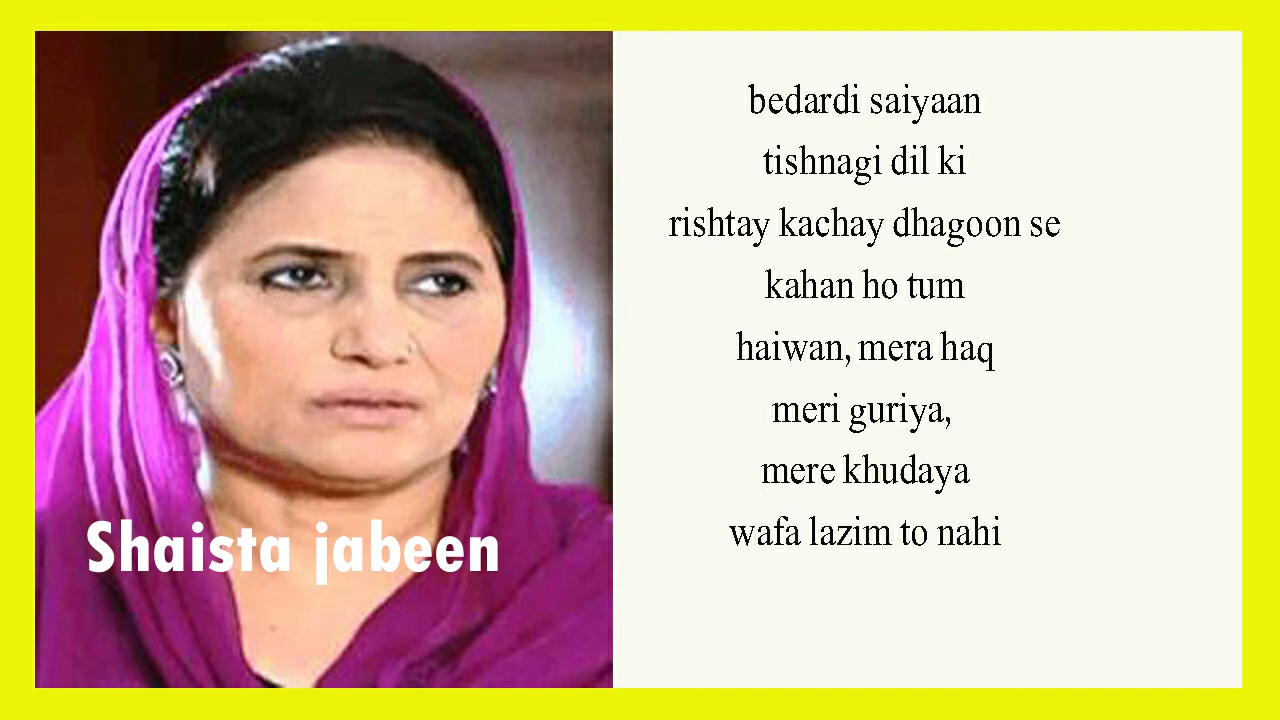 Shaista jabeen
bedardi saiyaan
tishnagi dil ki
rishtay kachay dhagoon se
kahan ho tum
haiwan, mera haq
meri guriya,
mere khudaya
wafa lazim to nahi